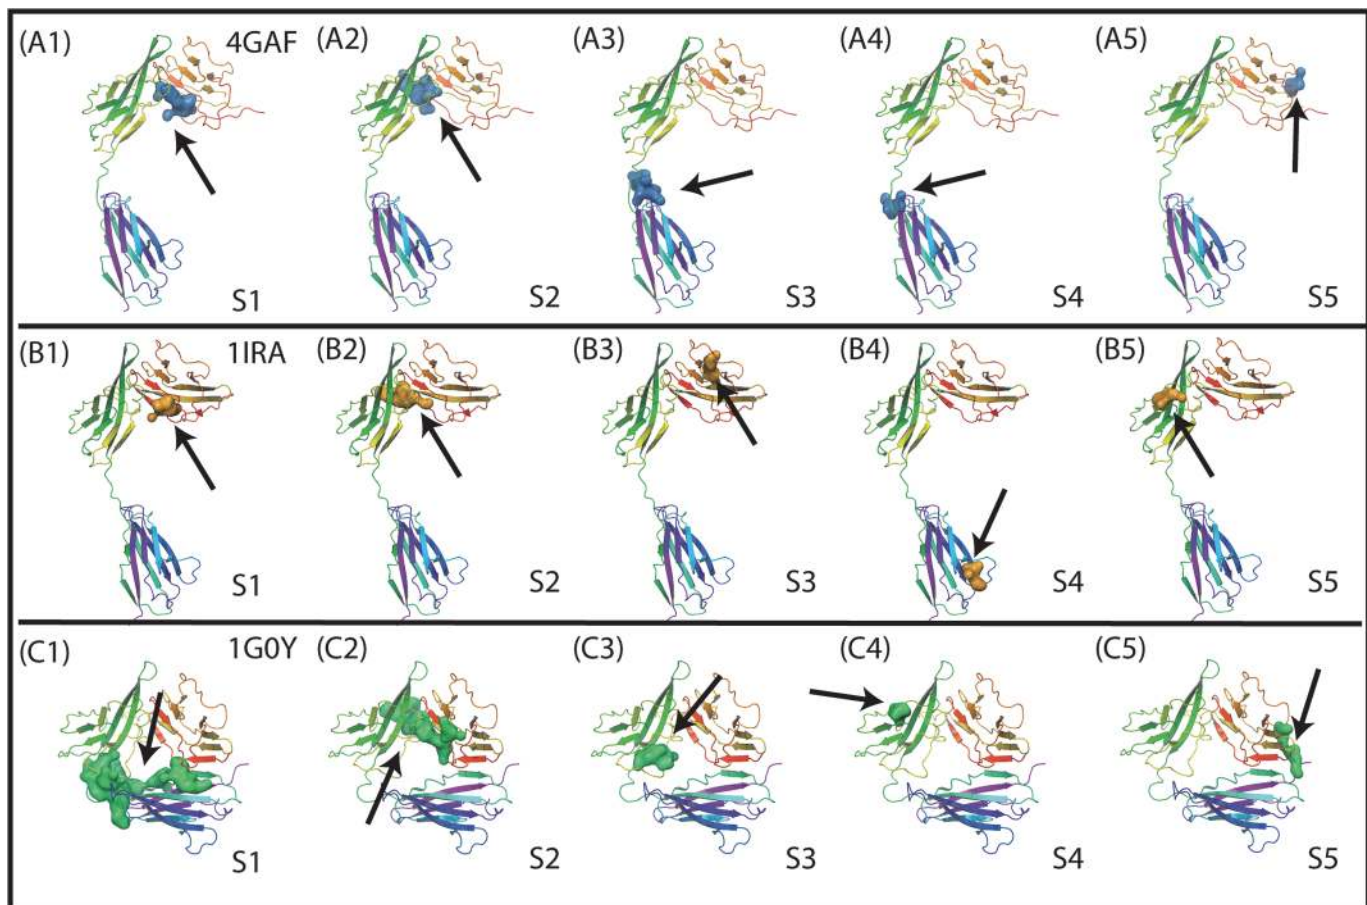 (A1) 4GAF (A2) (A3) (A4) (A5)
S1 S2 S3 S4 S5
(B1) 1IRA (B2) (B3) (B4) (B5)
S1 S2 S3 S4 S5
(C1) 1G0Y (C2) (C3) (C4) (C5)
S1 S2 S3 S4 S5